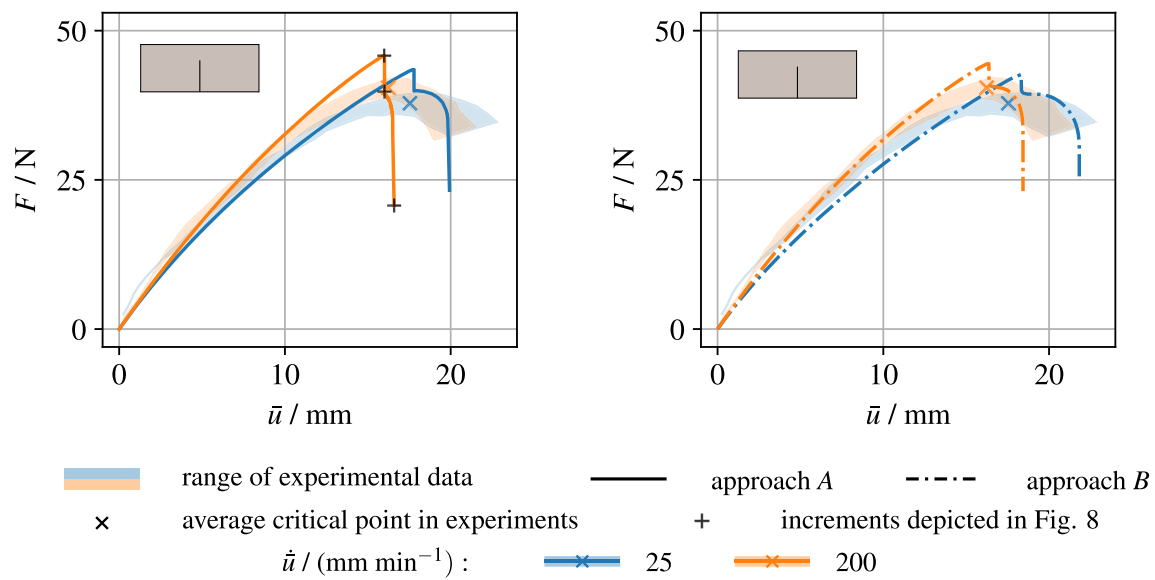 50
25
0
F / N
0
10
20
ū / mm
50
25
0
F / N
0
10
20
ū / mm
range of experimental data
approach A
approach B
average critical point in experiments
increments depicted in Fig. 8
u̇̄ / (mm min⁻¹) :
25
200